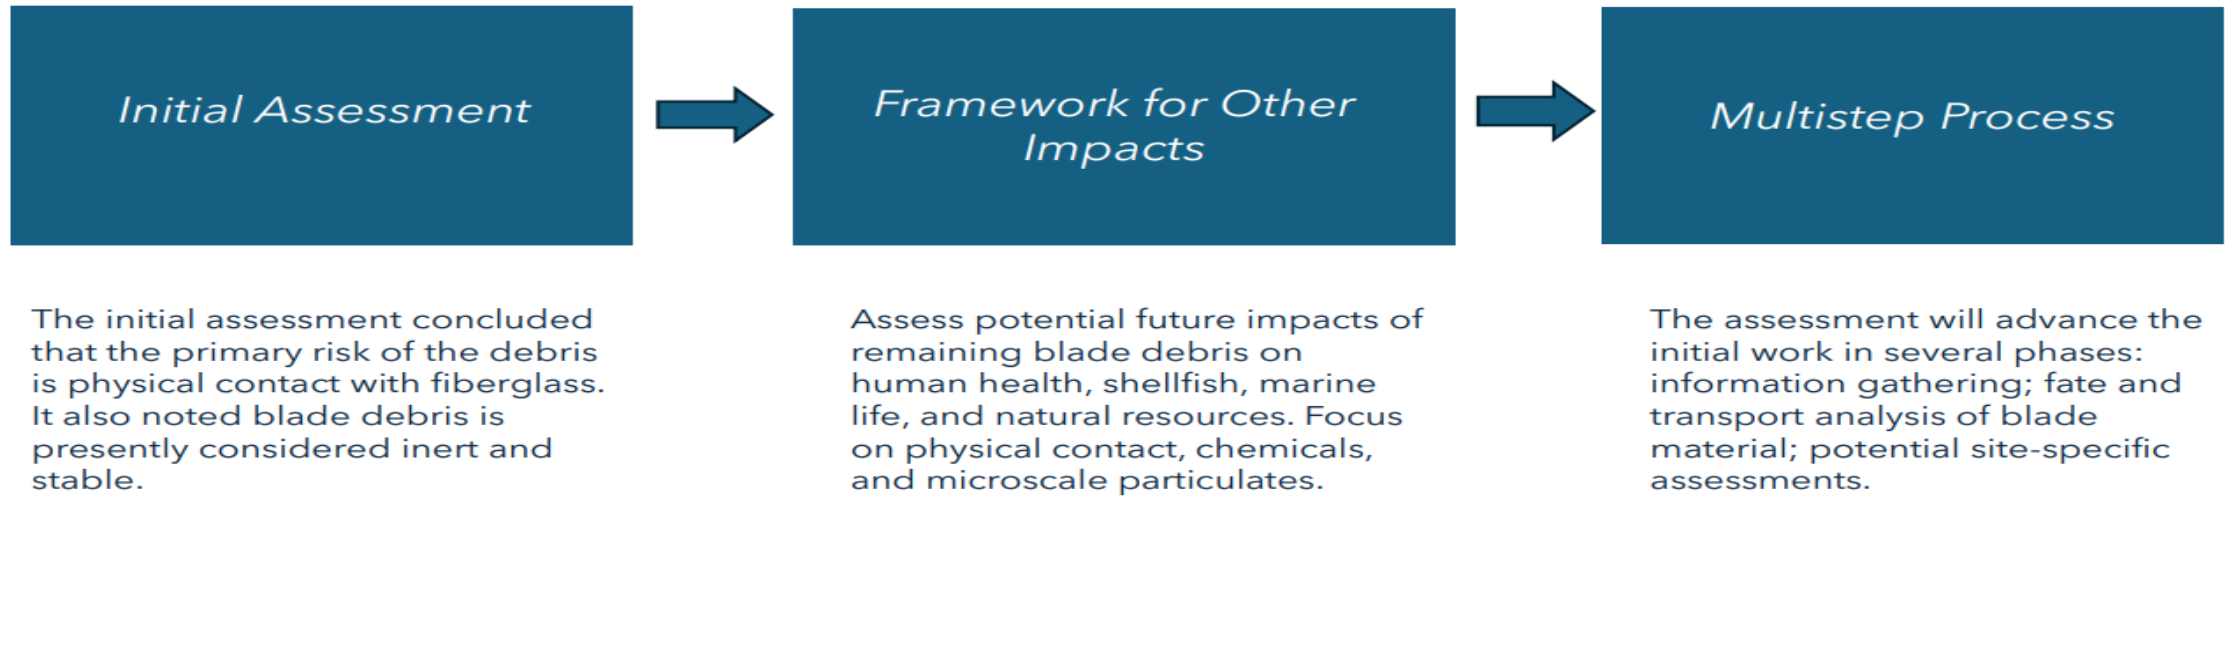 Initial Assessment
Framework for Other
Impacts
Multistep Process
The initial assessment concluded
that the primary risk of the debris
is physical contact with fiberglass.
It also noted blade debris is
presently considered inert and
stable.
Assess potential future impacts of
remaining blade debris on
human health, shellfish, marine
life, and natural resources. Focus
on physical contact, chemicals,
and microscale particulates.
The assessment will advance the
initial work in several phases:
information gathering; fate and
transport analysis of blade
material; potential site-specific
assessments.